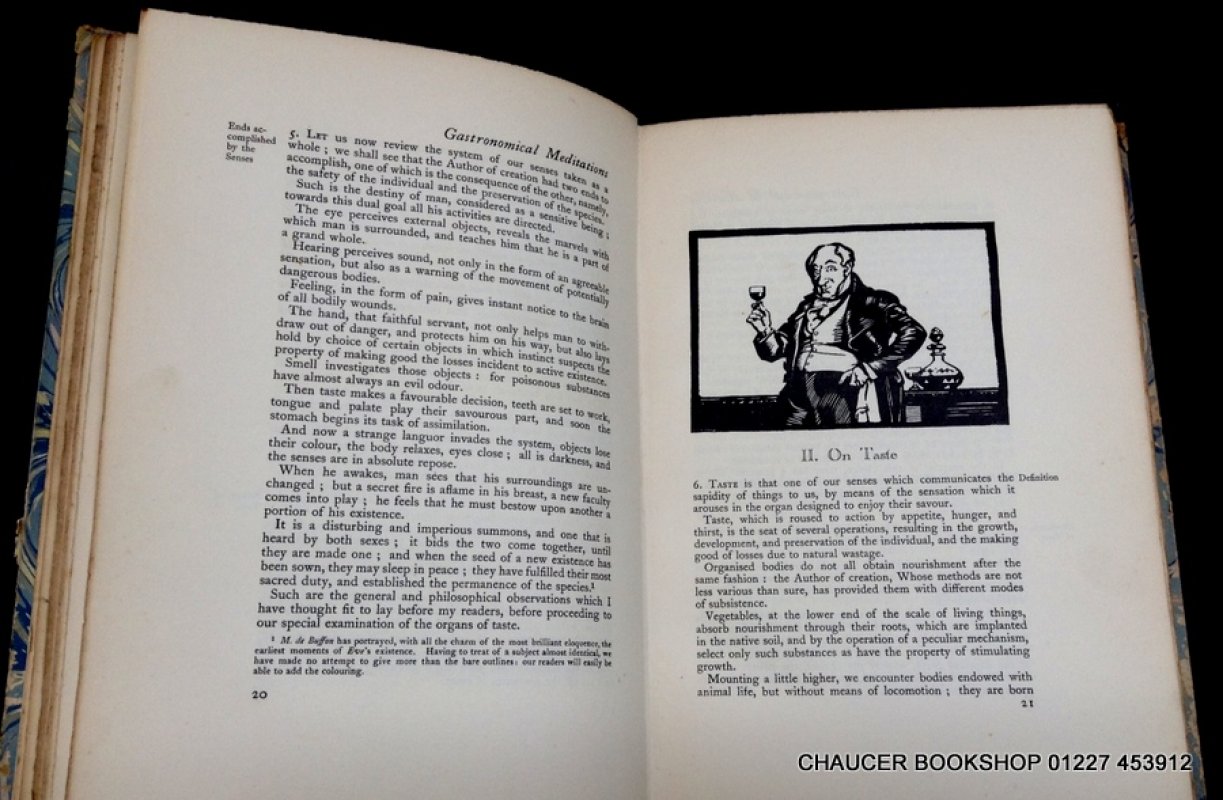 Gastronomical Meditations
Ends ac-
complished
by the
Senses
5. LET us now review the system of our senses taken as a
whole ; we shall see that the Author of creation had two ends to
accomplish, one of which is the consequence of the other, namely,
the safety of the individual and the preservation of the species.
Such is the destiny of man, considered as a sensitive being ;
towards this dual goal all his activities are directed.
The eye perceives external objects, reveals the marvels with
which man is surrounded, and teaches him that he is a part of
a grand whole.
Hearing perceives sound, not only in the form of an agreeable
sensation, but also as a warning of the movement of potentially
dangerous bodies.
Feeling, in the form of pain, gives instant notice to the brain
of all bodily wounds.
The hand, that faithful servant, not only helps man to with-
draw out of danger, and protects him on his way, but also lays
hold by choice of certain objects in which instinct suspects the
property of making good the losses incident to active existence.
Smell investigates those objects : for poisonous substances
have almost always an evil odour.
Then taste makes a favourable decision, teeth are set to work,
tongue and palate play their savourous part, and soon the
stomach begins its task of assimilation.
And now a strange languor invades the system, objects lose
their colour, the body relaxes, eyes close ; all is darkness, and
the senses are in absolute repose.
When he awakes, man sees that his surroundings are un-
changed ; but a secret fire is aflame in his breast, a new faculty
comes into play ; he feels that he must bestow upon another a
portion of his existence.
It is a disturbing and imperious summons, and one that is
heard by both sexes ; it bids the two come together, until
they are made one ; and when the seed of a new existence has
been sown, they may sleep in peace ; they have fulfilled their most
sacred duty, and established the permanence of the species.¹
Such are the general and philosophical observations which I
have thought fit to lay before my readers, before proceeding to
our special examination of the organs of taste.
¹ M. de Buffon has portrayed, with all the charm of the most brilliant eloquence, the
earliest moments of Eve's existence. Having to treat of a subject almost identical, we
have made no attempt to give more than the bare outlines: our readers will easily be
able to add the colouring.
20
II. On Taste
6. TASTE is that one of our senses which communicates the Definition
sapidity of things to us, by means of the sensation which it
arouses in the organ designed to enjoy their savour.
Taste, which is roused to action by appetite, hunger, and
thirst, is the seat of several operations, resulting in the growth,
development, and preservation of the individual, and the making
good of losses due to natural wastage.
Organised bodies do not all obtain nourishment after the
same fashion : the Author of creation, Whose methods are not
less various than sure, has provided them with different modes
of subsistence.
Vegetables, at the lower end of the scale of living things,
absorb nourishment through their roots, which are implanted
in the native soil, and by the operation of a peculiar mechanism,
select only such substances as have the property of stimulating
growth.
Mounting a little higher, we encounter bodies endowed with
animal life, but without means of locomotion ; they are born
21
CHAUCER BOOKSHOP 01227 453912